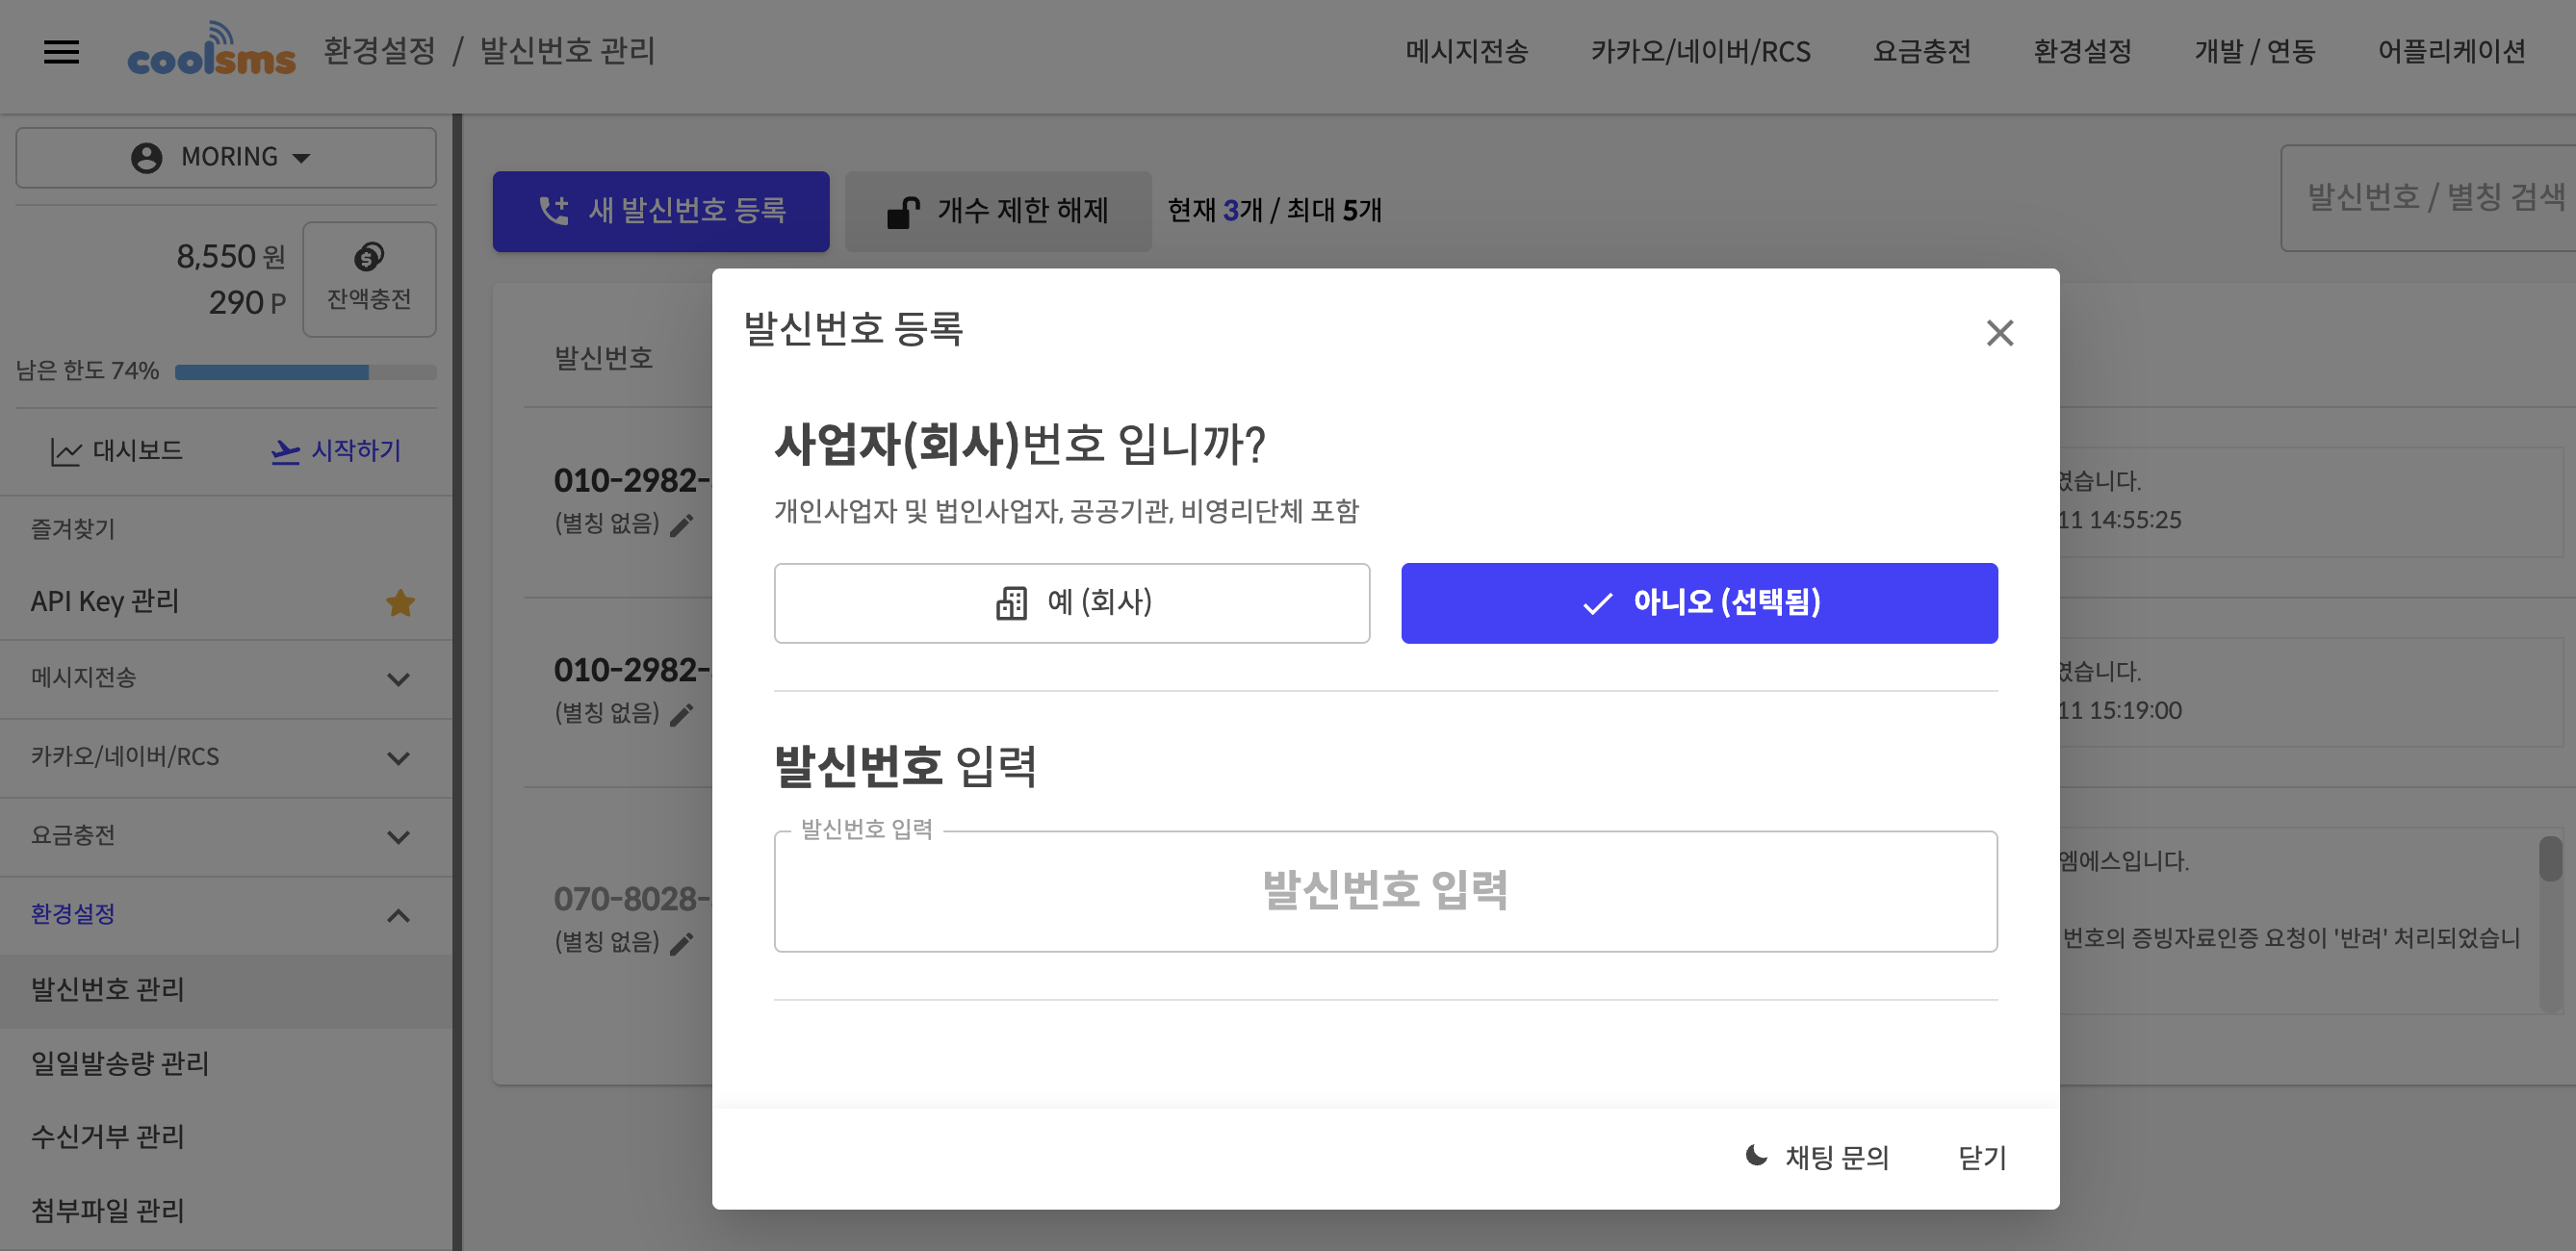 coolsms 환경설정 / 발신번호 관리
메시지전송 카카오/네이버/RCS 요금충전 환경설정 개발 / 연동 어플리케이션
MORING
8,550 원
290 P
잔액충전
남은 한도 74%
대시보드 시작하기
즐겨찾기
API Key 관리
메시지전송
카카오/네이버/RCS
요금충전
환경설정
발신번호 관리
일일발송량 관리
수신거부 관리
첨부파일 관리
새 발신번호 등록 개수 제한 해제 현재 3개 / 최대 5개
발신번호 / 별칭 검색
발신번호
010-2982-
(별칭 없음)
010-2982-
(별칭 없음)
070-8028-
(별칭 없음)
발신번호 등록
사업자(회사)번호 입니까?
개인사업자 및 법인사업자, 공공기관, 비영리단체 포함
예 (회사) 아니오 (선택됨)
발신번호 입력
발신번호 입력
발신번호 입력
채팅 문의 닫기
였습니다.
11 14:55:25
였습니다.
11 15:19:00
엠에스입니다.
번호의 증빙자료인증 요청이 '반려' 처리되었습니